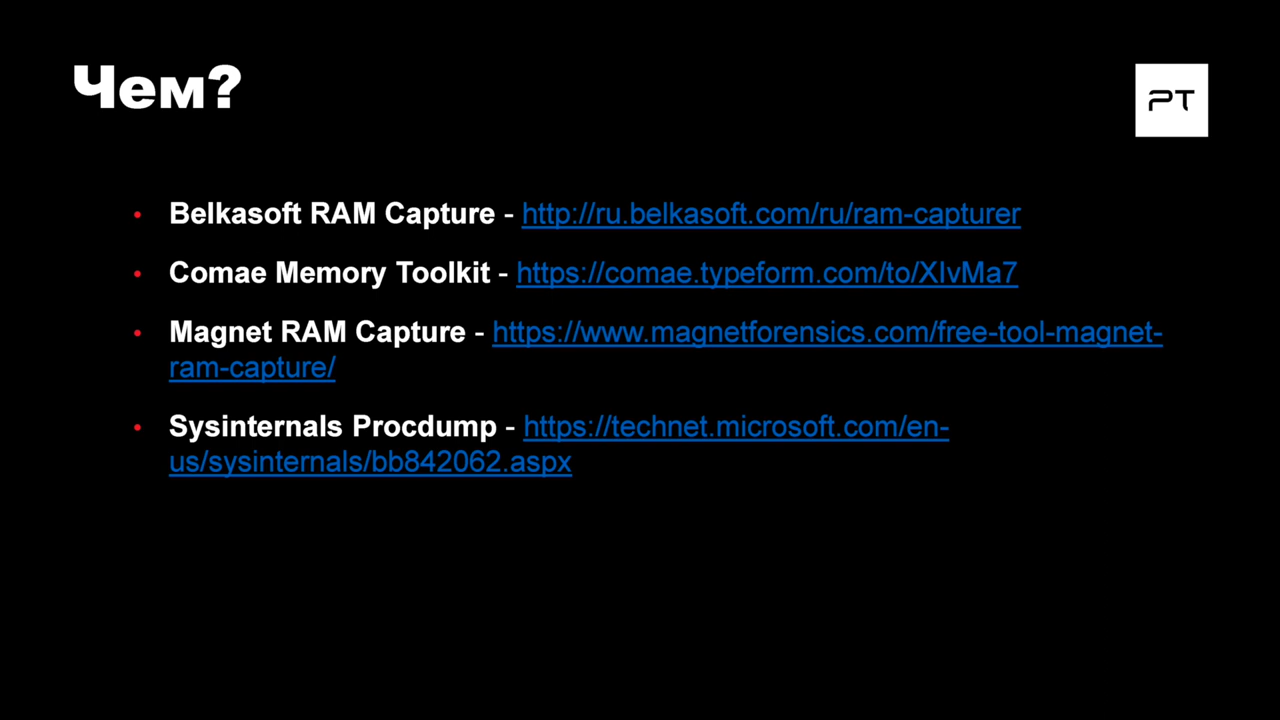 Чем?
PT
Belkasoft RAM Capture - http://ru.belkasoft.com/ru/ram-capturer
Comae Memory Toolkit - https://comae.typeform.com/to/XIvMa7
Magnet RAM Capture - https://www.magnetforensics.com/free-tool-magnet-
ram-capture/
Sysinternals Procdump - https://technet.microsoft.com/en-
us/sysinternals/bb842062.aspx